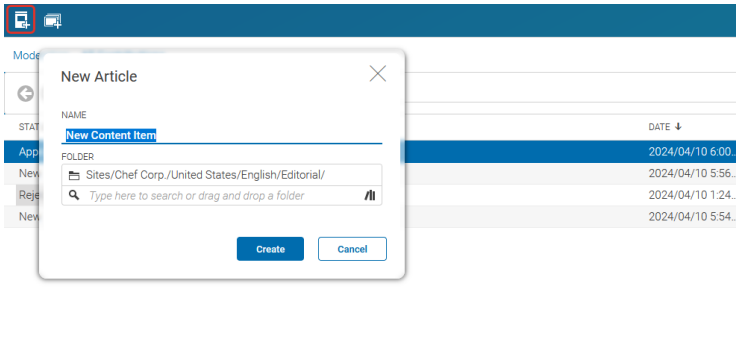 Mode
New Article
NAME
New Content Item
FOLDER
Sites/Chef Corp./United States/English/Editorial/
Type here to search or drag and drop a folder
Create Cancel
STAT DATE
App 2024/04/10 6:00..
New 2024/04/10 5:56..
Reje 2024/04/10 1:24..
New 2024/04/10 5:54..